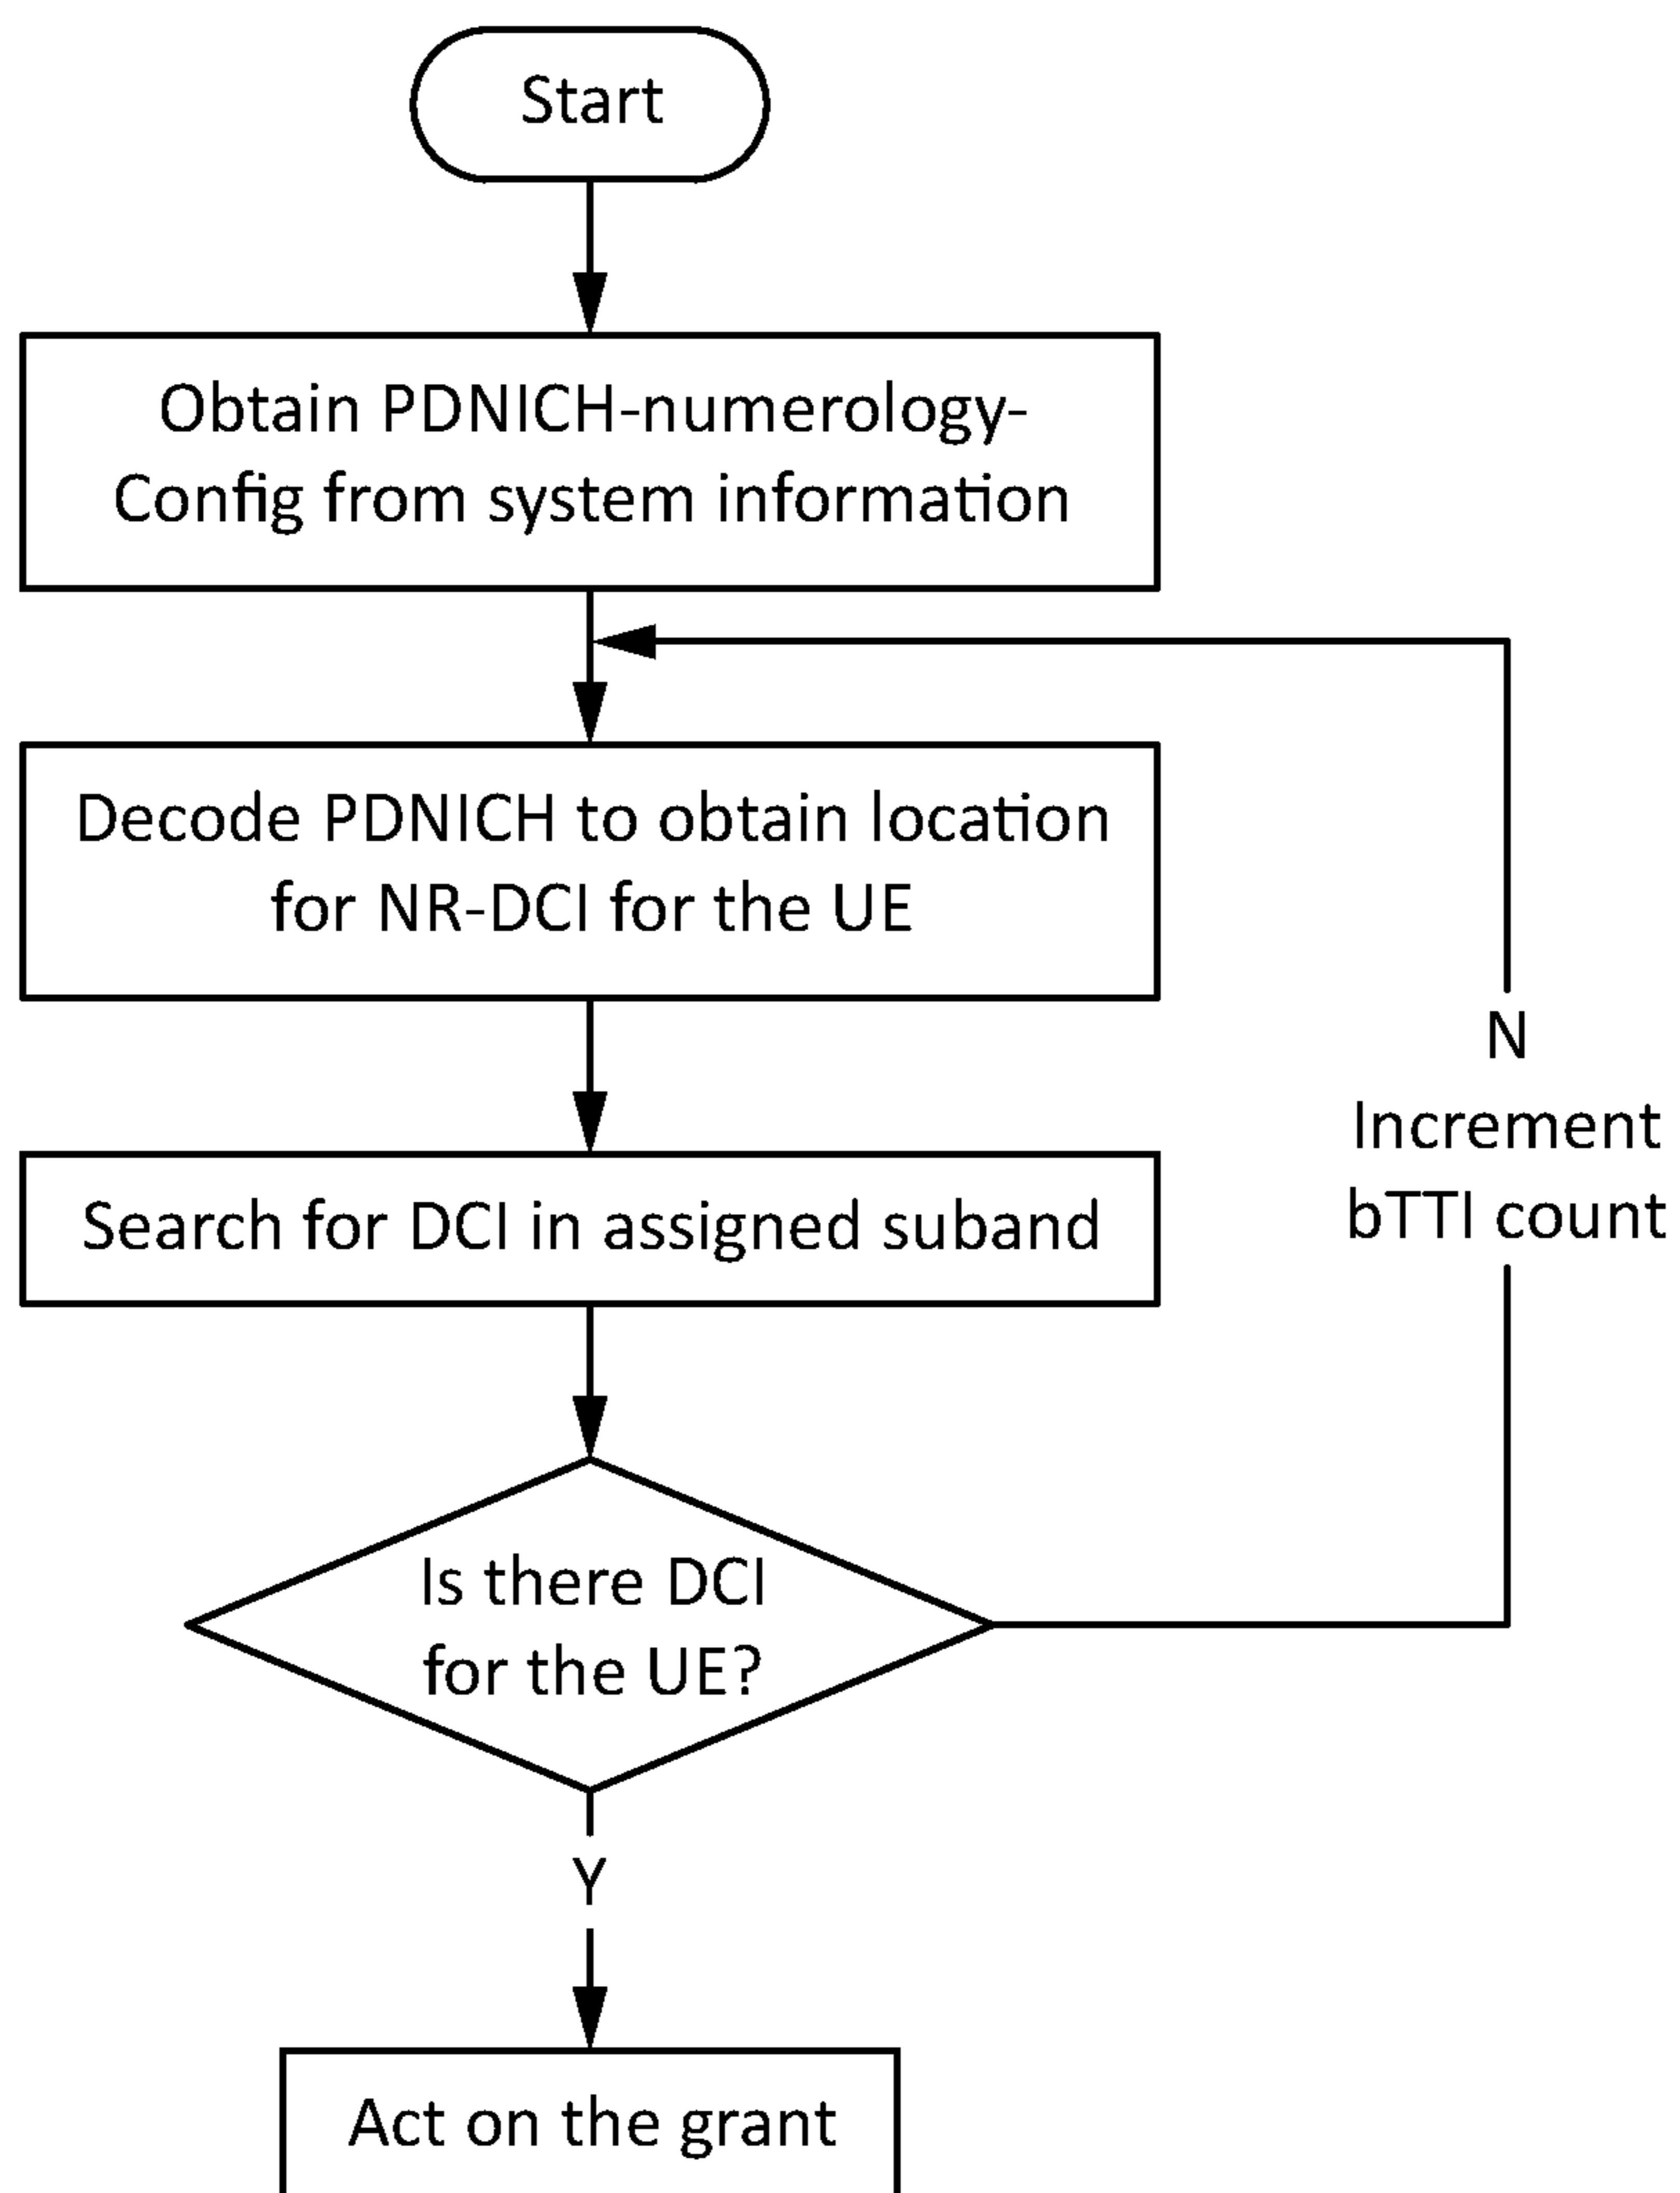 Start
Obtain PDNICH-numerology-
Config from system information
Decode PDNICH to obtain location
for NR-DCI for the UE
N
Increment
bTTI count
Search for DCI in assigned suband
Is there DCI
for the UE?
Y
Act on the grant